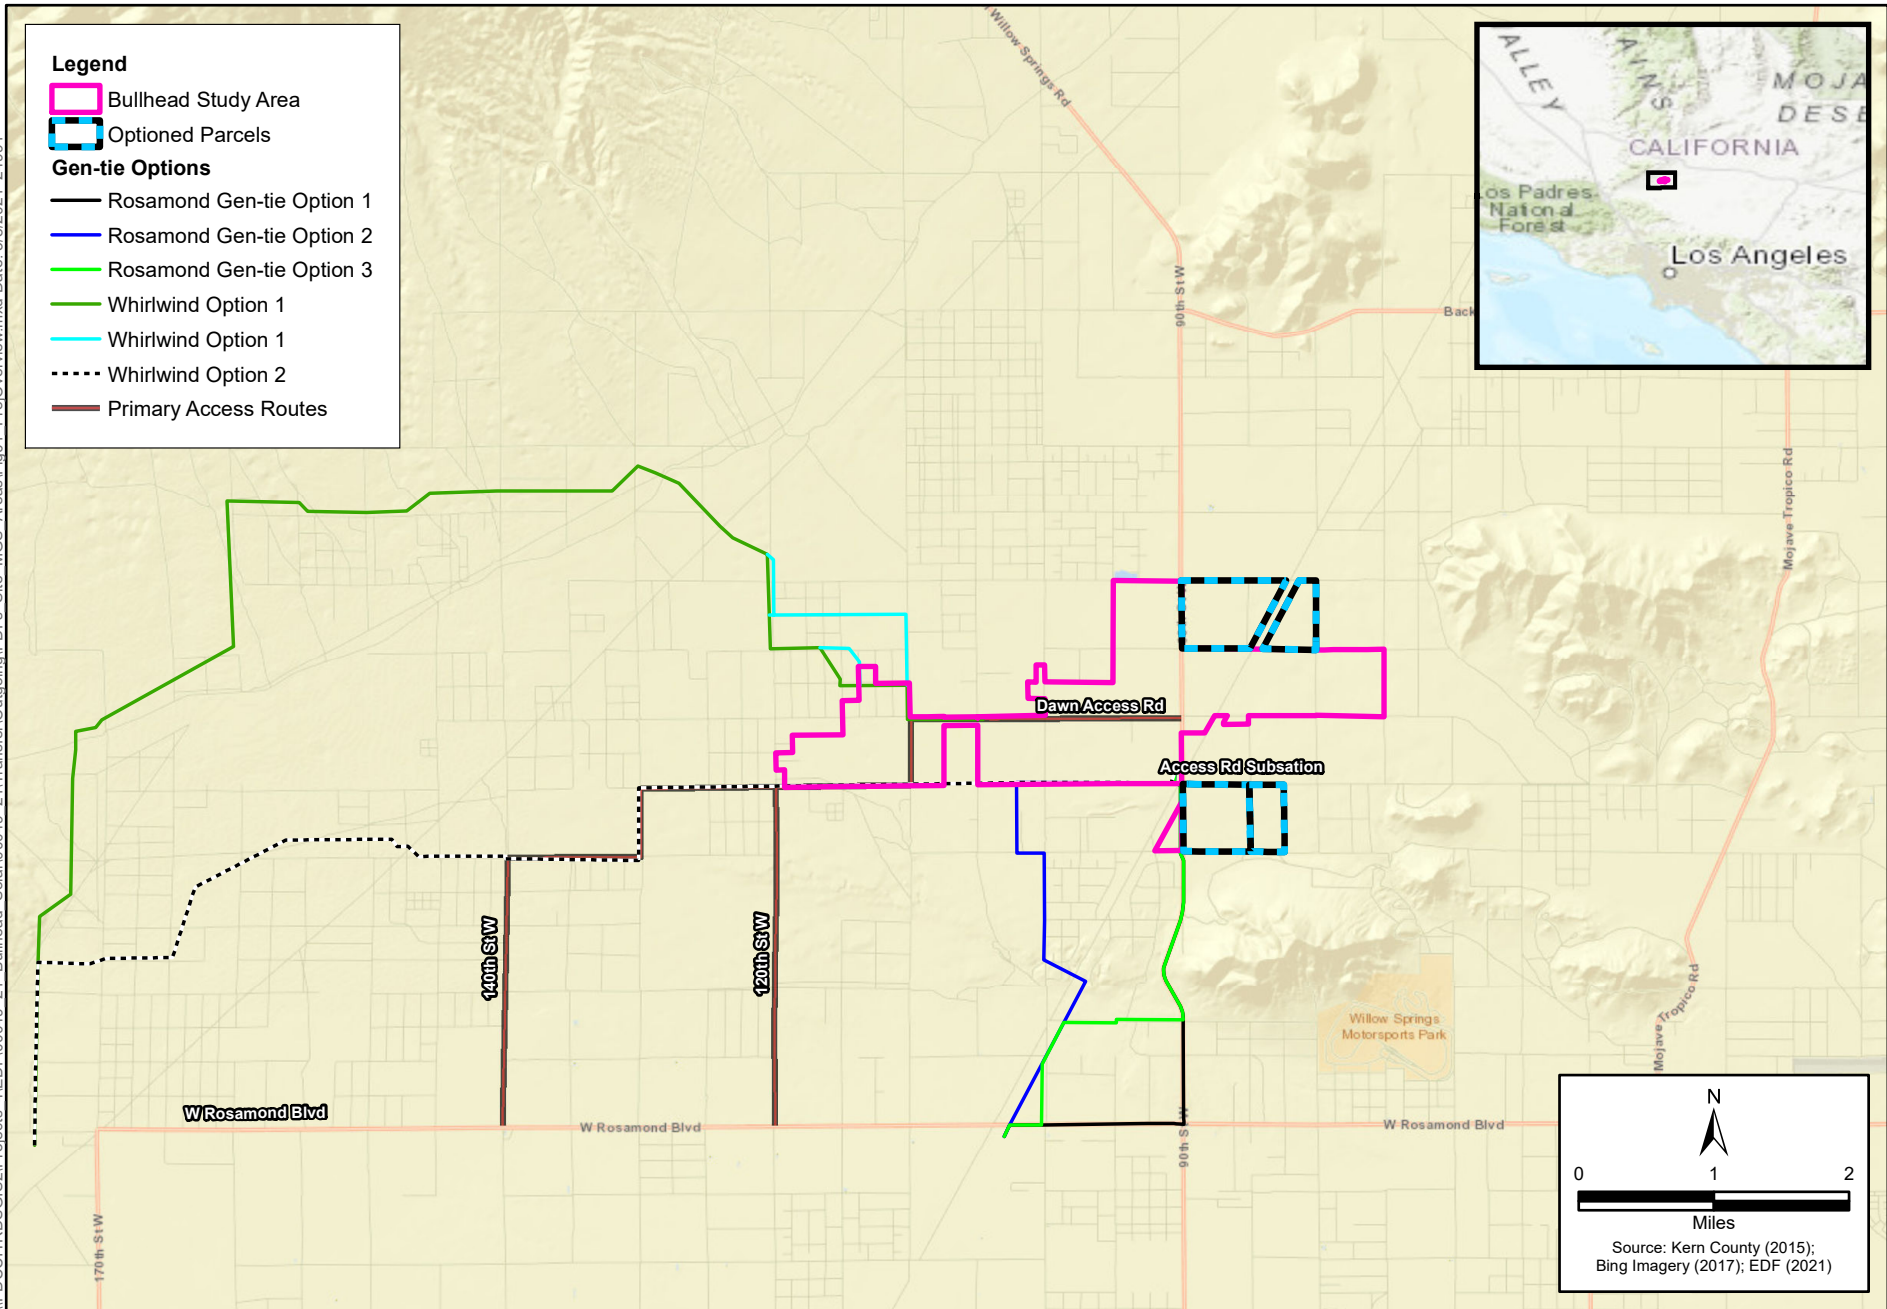 Legend
Bullhead Study Area
Optioned Parcels
Gen-tie Options
Rosamond Gen-tie Option 1
Rosamond Gen-tie Option 2
Rosamond Gen-tie Option 3
Whirlwind Option 1
Whirlwind Option 1
Whirlwind Option 2
Primary Access Routes
Willow Springs Rd
90th St W
Back
ALLEY
AINS
MOJA
DESE
CALIFORNIA
os Padres
National
Forest
Los Angeles
Mojave Tropico Rd
Dawn Access Rd
Access Rd Subsation
140th St W
120th St W
Willow Springs
Motorsports Park
Mojave Tropico Rd
W Rosamond Blvd
W Rosamond Blvd
W Rosamond Blvd
90th St W
170th St W
N
0 1 2
Miles
Source: Kern County (2015);
Bing Imagery (2017); EDF (2021)